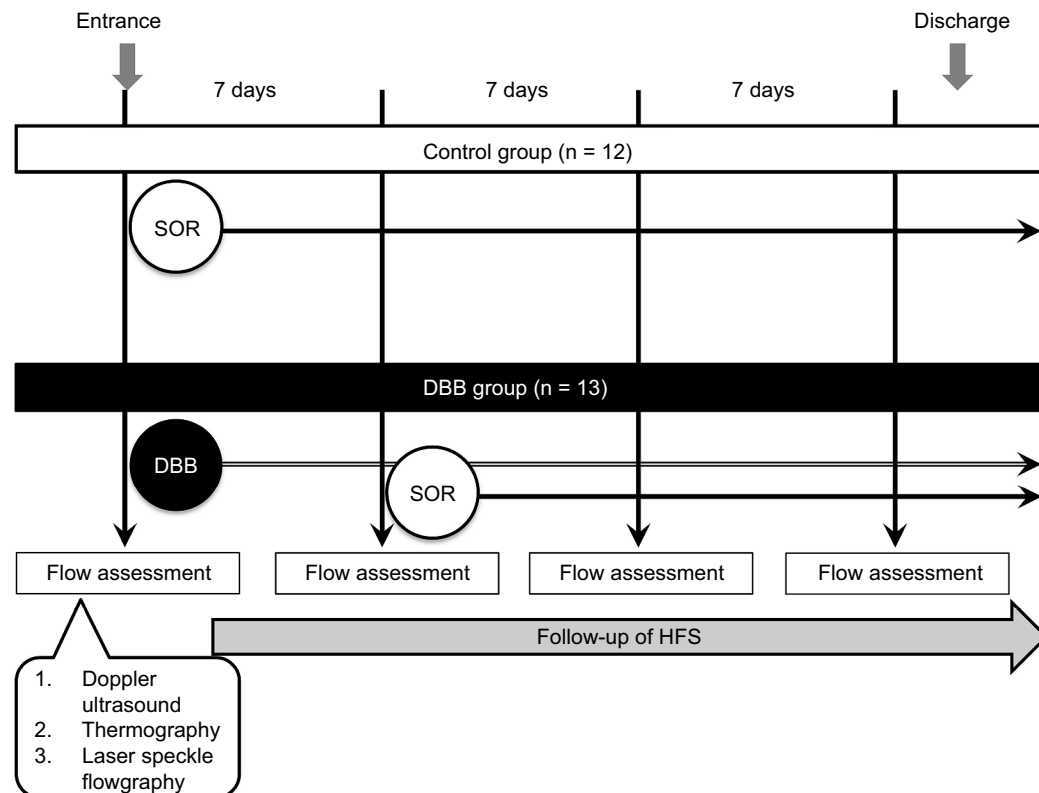 Entrance
Discharge
7 days
7 days
7 days
Control group (n = 12)
SOR
DBB group (n = 13)
DBB
SOR
Flow assessment
Flow assessment
Flow assessment
Flow assessment
Follow-up of HFS
1. Doppler
ultrasound
2. Thermography
3. Laser speckle
flowgraphy